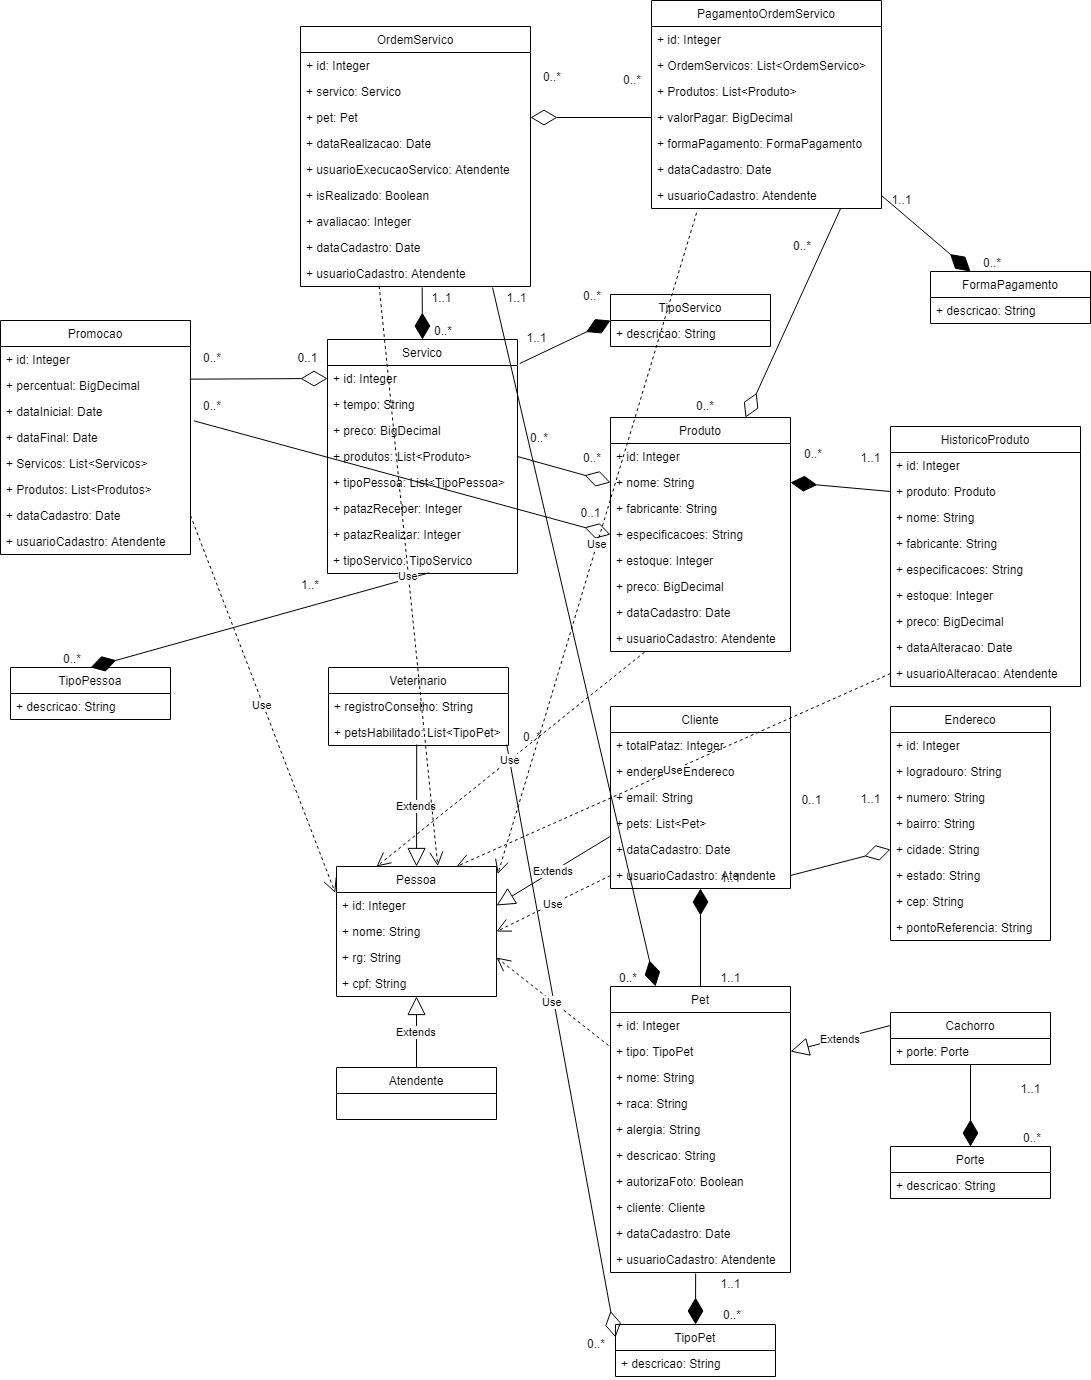 PagamentoOrdemServico
+ id: Integer
+ OrdemServicos: List<OrdemServico>
+ Produtos: List<Produto>
+ valorPagar: BigDecimal
+ formaPagamento: FormaPagamento
+ dataCadastro: Date
+ usuarioCadastro: Atendente
OrdemServico
+ id: Integer
+ servico: Servico
+ pet: Pet
+ dataRealizacao: Date
+ usuarioExecucaoServico: Atendente
+ isRealizado: Boolean
+ avaliacao: Integer
+ dataCadastro: Date
+ usuarioCadastro: Atendente
0..*
0..*
1..1
0..*
0..*
FormaPagamento
+ descricao: String
1..1
1..1
0..*
0..*
TipoServico
+ descricao: String
1..1
Promocao
+ id: Integer
+ percentual: BigDecimal
+ dataInicial: Date
+ dataFinal: Date
+ Servicos: List<Servicos>
+ Produtos: List<Produtos>
+ dataCadastro: Date
+ usuarioCadastro: Atendente
0..*
0..1
0..*
Servico
+ id: Integer
+ tempo: String
+ preco: BigDecimal
+ produtos: List<Produto>
+ tipoPessoa: List<TipoPessoa>
+ patazReceber: Integer
+ patazRealizar: Integer
+ tipoServico: TipoServico
0..*
0..*
0..*
0..1
Use
Produto
+ id: Integer
+ nome: String
+ fabricante: String
+ especificacoes: String
+ estoque: Integer
+ preco: BigDecimal
+ dataCadastro: Date
+ usuarioCadastro: Atendente
0..*
1..1
HistoricoProduto
+ id: Integer
+ produto: Produto
+ nome: String
+ fabricante: String
+ especificacoes: String
+ estoque: Integer
+ preco: BigDecimal
+ dataAlteracao: Date
+ usuarioAlteracao: Atendente
Use
1..*
0..*
TipoPessoa
+ descricao: String
Use
Veterinario
+ registroConselho: String
+ petsHabilitado: List<TipoPet>
0..*
Use
Extends
Cliente
+ totalPataz: Integer
+ endereco: Endereco
+ email: String
+ pets: List<Pet>
+ dataCadastro: Date
+ usuarioCadastro: Atendente
Use
0..1
1..1
Endereco
+ id: Integer
+ logradouro: String
+ numero: String
+ bairro: String
+ cidade: String
+ estado: String
+ cep: String
+ pontoReferencia: String
Pessoa
+ id: Integer
+ nome: String
+ rg: String
+ cpf: String
Extends
Use
1..1
0..*
1..1
Use
Extends
Atendente
Pet
+ id: Integer
+ tipo: TipoPet
+ nome: String
+ raca: String
+ alergia: String
+ descricao: String
+ autorizaFoto: Boolean
+ cliente: Cliente
+ dataCadastro: Date
+ usuarioCadastro: Atendente
Extends
Cachorro
+ porte: Porte
1..1
0..*
Porte
+ descricao: String
1..1
0..*
0..*
TipoPet
+ descricao: String